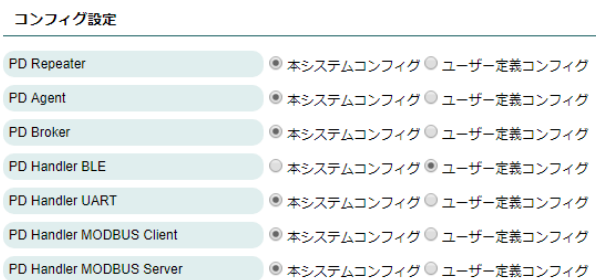 コンフィグ設定
PD Repeater 本システムコンフィグ ユーザー定義コンフィグ
PD Agent 本システムコンフィグ ユーザー定義コンフィグ
PD Broker 本システムコンフィグ ユーザー定義コンフィグ
PD Handler BLE 本システムコンフィグ ユーザー定義コンフィグ
PD Handler UART 本システムコンフィグ ユーザー定義コンフィグ
PD Handler MODBUS Client 本システムコンフィグ ユーザー定義コンフィグ
PD Handler MODBUS Server 本システムコンフィグ ユーザー定義コンフィグ